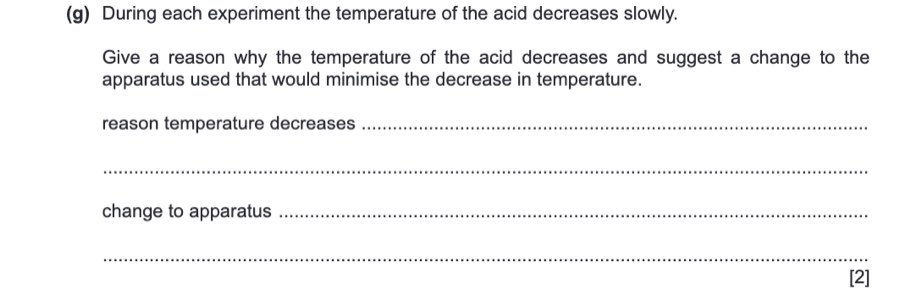 (g) During each experiment the temperature of the acid decreases slowly.
Give a reason why the temperature of the acid decreases and suggest a change to the
apparatus used that would minimise the decrease in temperature.
reason temperature decreases ..........................................................................................
..........................................................................................
change to apparatus ..........................................................................................
..........................................................................................
[2]